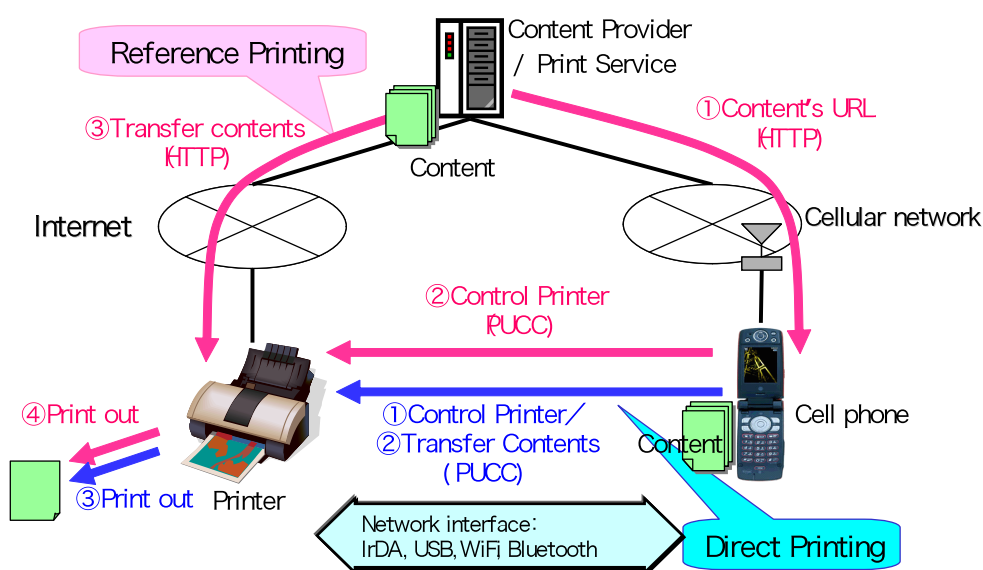 Content Provider
/ Print Service
Reference Printing
①Content's URL
(HTTP)
③Transfer contents
(HTTP)
Content
Internet
Cellular network
②Control Printer
(PUCC)
①Control Printer/
②Transfer Contents
( PUCC)
④Print out
Cell phone
Content
③Print out
Printer
Network interface:
IrDA, USB, WiFi, Bluetooth
Direct Printing